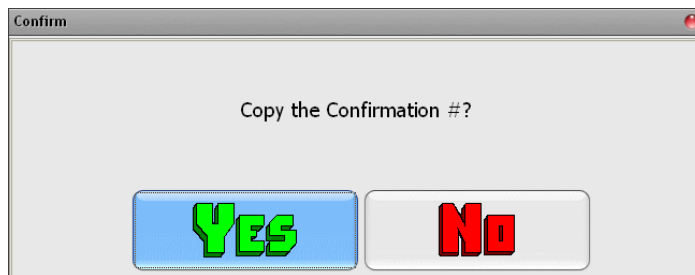 Confirm
Copy the Confirmation #?
Yes No